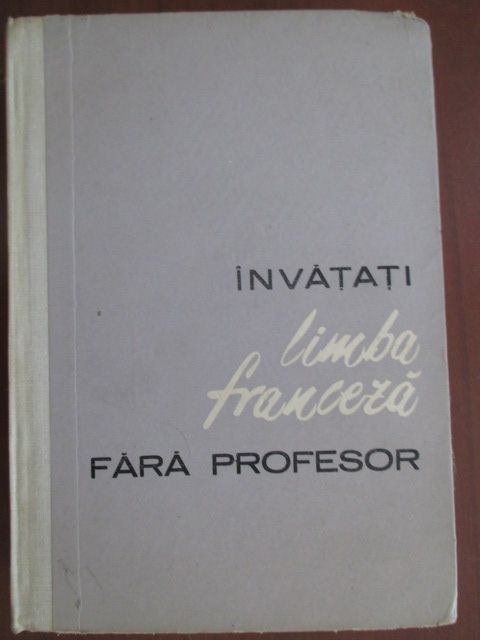 ÎNVĂȚAȚI
limba
franceză
FĂRĂ PROFESOR